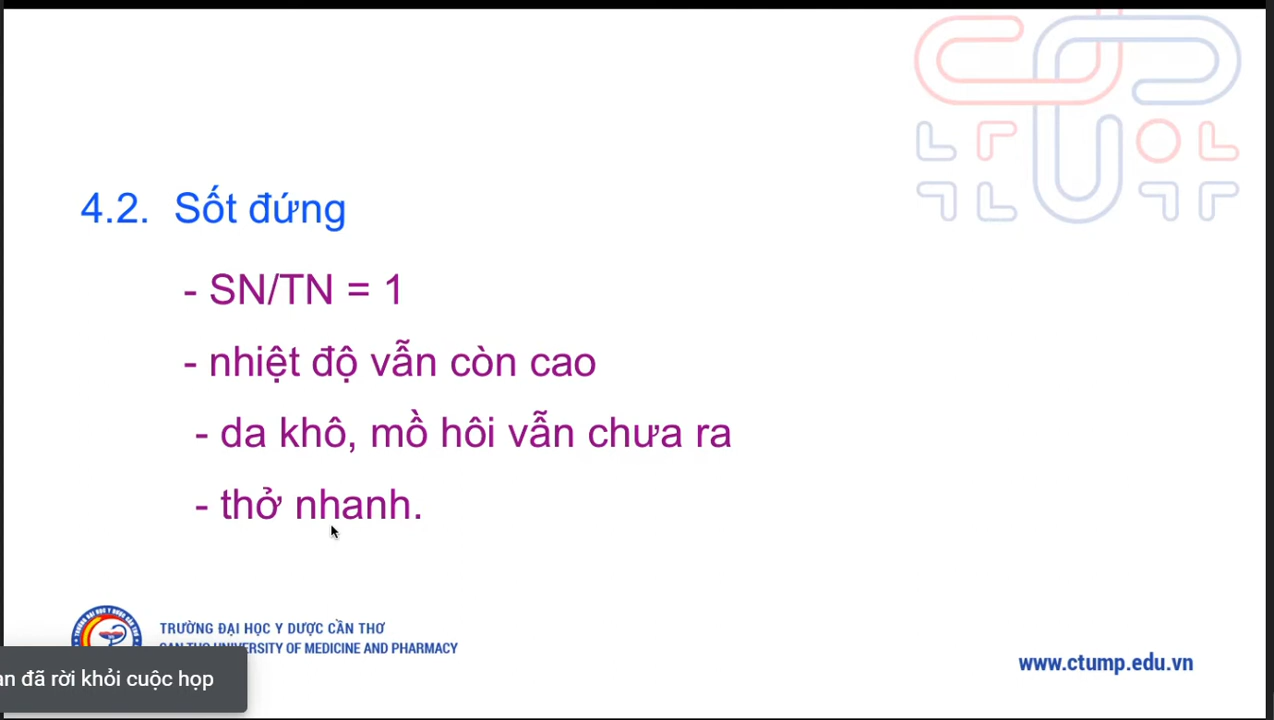 4.2. Sốt đứng
- SN/TN = 1
- nhiệt độ vẫn còn cao
- da khô, mồ hôi vẫn chưa ra
- thở nhanh.
TRƯỜNG ĐẠI HỌC Y DƯỢC CẦN THƠ
UNIVERSITY OF MEDICINE AND PHARMACY
www.ctump.edu.vn
đã rời khỏi cuộc họp